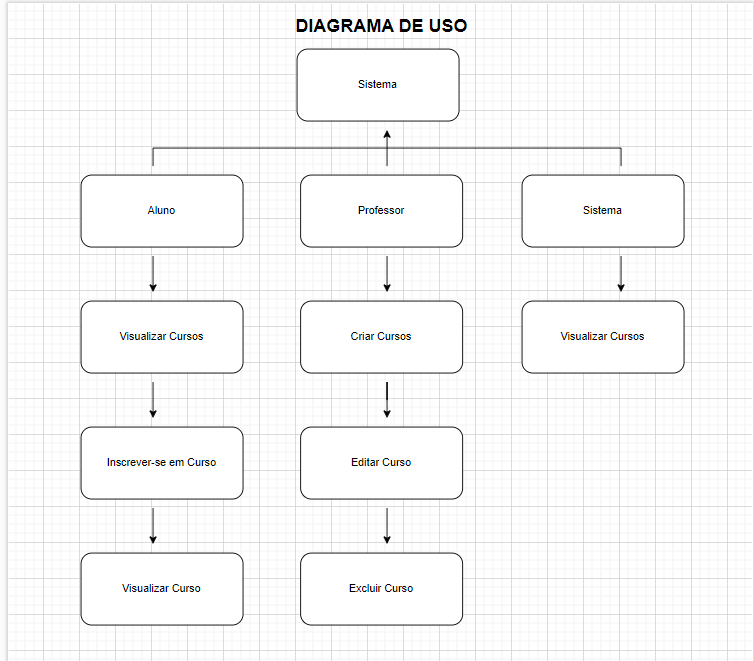 DIAGRAMA DE USO
Sistema
Aluno
Professor
Sistema
Visualizar Cursos
Criar Cursos
Visualizar Cursos
Inscrever-se em Curso
Editar Curso
Visualizar Curso
Excluir Curso